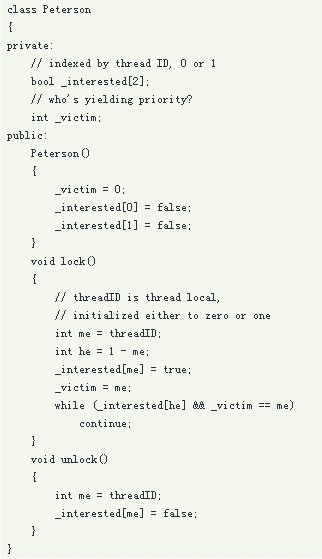 class Peterson
{
private:
    // indexed by thread ID, 0 or 1
    bool _interested[2];
    // who's yielding priority?
    int _victim;
public:
    Peterson()
    {
        _victim = 0;
        _interested[0] = false;
        _interested[1] = false;
    }
    void lock()
    {
        // threadID is thread local,
        // initialized either to zero or one
        int me = threadID;
        int he = 1 - me;
        _interested[me] = true;
        _victim = me;
        while (_interested[he] && _victim == me)
            continue;
    }
    void unlock()
    {
        int me = threadID;
        _interested[me] = false;
    }
}